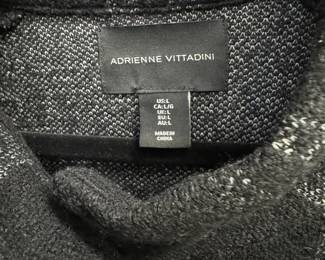 ADRIENNE VITTADINI
US:L
CA:L/G
UK:L
EU:L
AU:L
MADE IN
CHINA